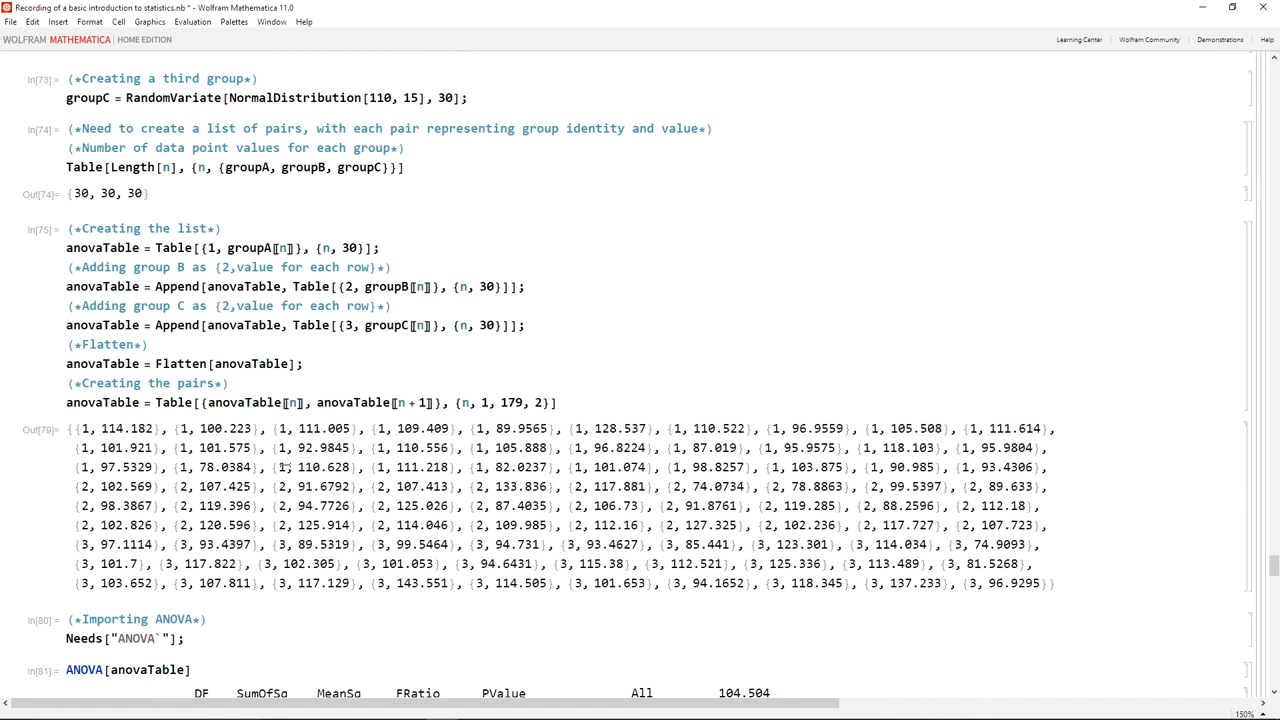 Recording of a basic introduction to statistics.nb * - Wolfram Mathematica 11.0
File Edit Insert Format Cell Graphics Evaluation Palettes Window Help
WOLFRAM MATHEMATICA | HOME EDITION Learning Center Wolfram Community Demonstrations Help
In[73]:= (*Creating a third group*)
groupC = RandomVariate[NormalDistribution[110, 15], 30];
In[74]:= (*Need to create a list of pairs, with each pair representing group identity and value*)
(*Number of data point values for each group*)
Table[Length[n], {n, {groupA, groupB, groupC}}]
Out[74]= {30, 30, 30}
In[75]:= (*Creating the list*)
anovaTable = Table[{1, groupA[[n]]}, {n, 30}];
(*Adding group B as {2,value for each row}*)
anovaTable = Append[anovaTable, Table[{2, groupB[[n]]}, {n, 30}]];
(*Adding group C as {2,value for each row}*)
anovaTable = Append[anovaTable, Table[{3, groupC[[n]]}, {n, 30}]];
(*Flatten*)
anovaTable = Flatten[anovaTable];
(*Creating the pairs*)
anovaTable = Table[{anovaTable[[n]], anovaTable[[n + 1]]}, {n, 1, 179, 2}]
Out[79]= {{1, 114.182}, {1, 100.223}, {1, 111.005}, {1, 109.409}, {1, 89.9565}, {1, 128.537}, {1, 110.522}, {1, 96.9559}, {1, 105.508}, {1, 111.614},
{1, 101.921}, {1, 101.575}, {1, 92.9845}, {1, 110.556}, {1, 105.888}, {1, 96.8224}, {1, 87.019}, {1, 95.9575}, {1, 118.103}, {1, 95.9804},
{1, 97.5329}, {1, 78.0384}, {1, 110.628}, {1, 111.218}, {1, 82.0237}, {1, 101.074}, {1, 98.8257}, {1, 103.875}, {1, 90.985}, {1, 93.4306},
{2, 102.569}, {2, 107.425}, {2, 91.6792}, {2, 107.413}, {2, 133.836}, {2, 117.881}, {2, 74.0734}, {2, 78.8863}, {2, 99.5397}, {2, 89.633},
{2, 98.3867}, {2, 119.396}, {2, 94.7726}, {2, 125.026}, {2, 87.4035}, {2, 106.73}, {2, 91.8761}, {2, 119.285}, {2, 88.2596}, {2, 112.18},
{2, 102.826}, {2, 120.596}, {2, 125.914}, {2, 114.046}, {2, 109.985}, {2, 112.16}, {2, 127.325}, {2, 102.236}, {2, 117.727}, {2, 107.723},
{3, 97.1114}, {3, 93.4397}, {3, 89.5319}, {3, 99.5464}, {3, 94.731}, {3, 93.4627}, {3, 85.441}, {3, 123.301}, {3, 114.034}, {3, 74.9093},
{3, 101.7}, {3, 117.822}, {3, 102.305}, {3, 101.053}, {3, 94.6431}, {3, 115.38}, {3, 112.521}, {3, 125.336}, {3, 113.489}, {3, 81.5268},
{3, 103.652}, {3, 107.811}, {3, 117.129}, {3, 143.551}, {3, 114.505}, {3, 101.653}, {3, 94.1652}, {3, 118.345}, {3, 137.233}, {3, 96.9295}}
In[80]:= (*Importing ANOVA*)
Needs["ANOVA`"];
In[81]:= ANOVA[anovaTable]
DF SumOfSq MeanSq FRatio PValue All 104.504
150%